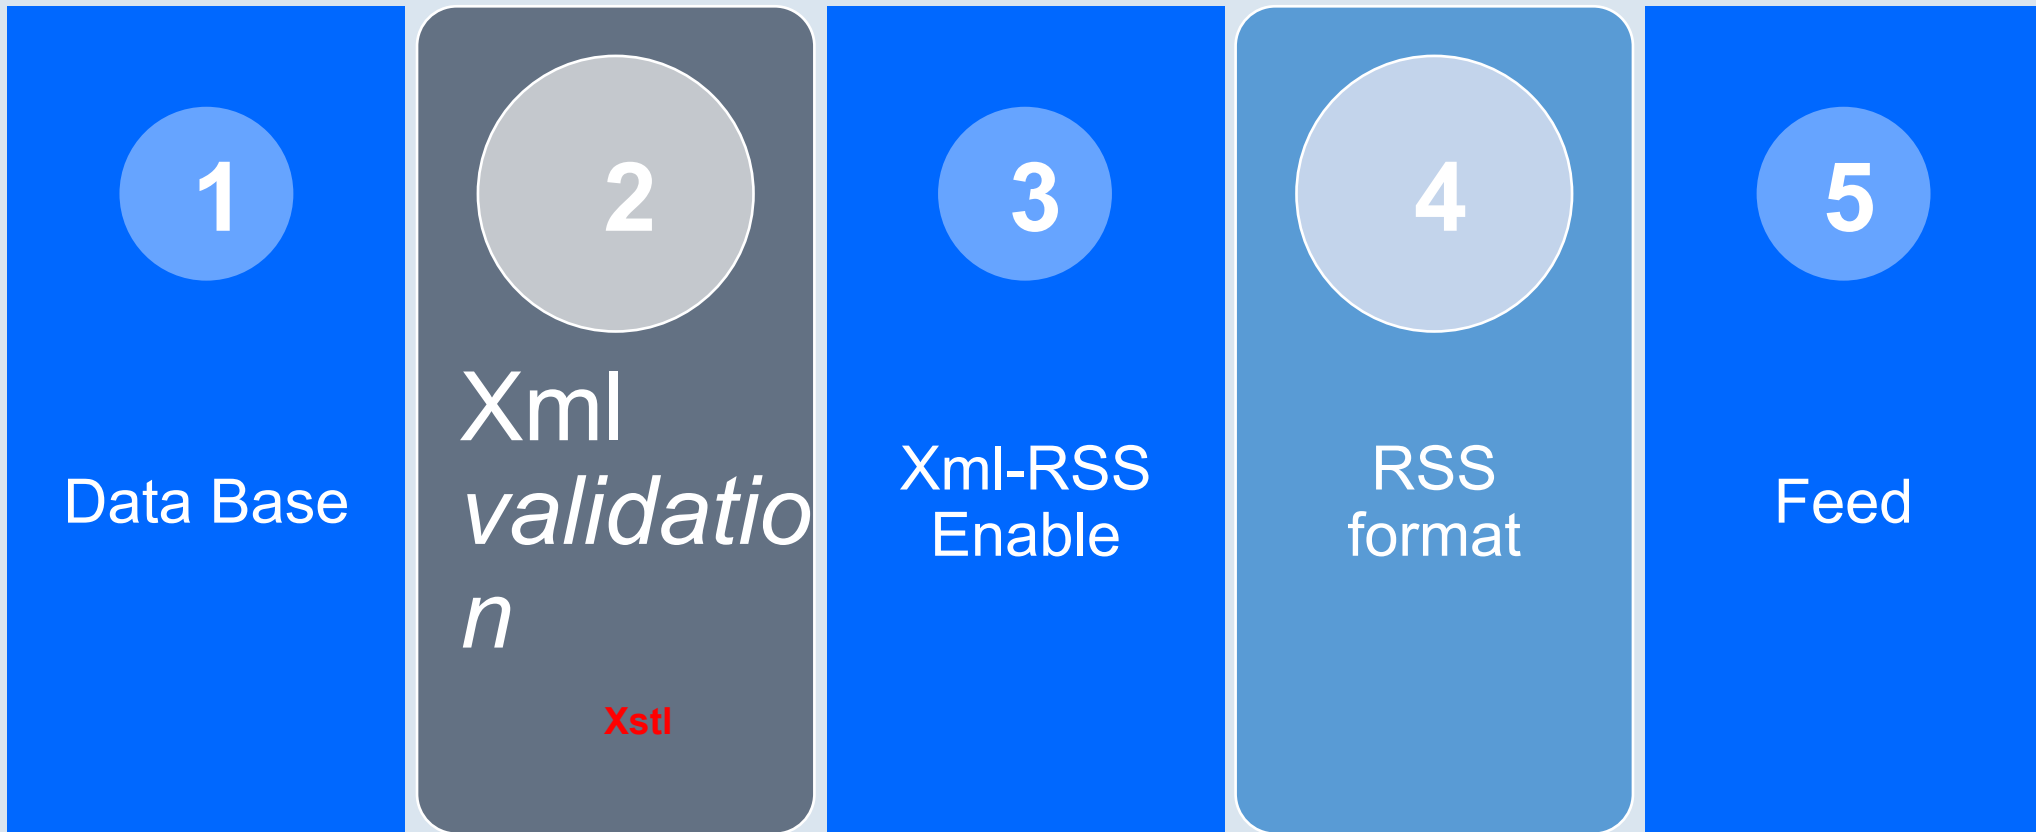 1
Data Base
2
Xml
validatio
n
Xstl
3
Xml-RSS
Enable
4
RSS
format
5
Feed